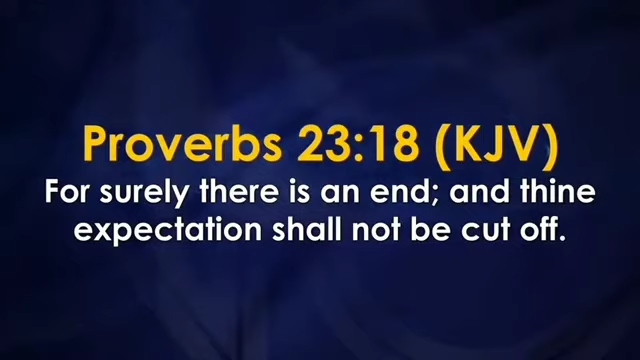 Proverbs 23:18 (KJV)
For surely there is an end; and thine
expectation shall not be cut off.